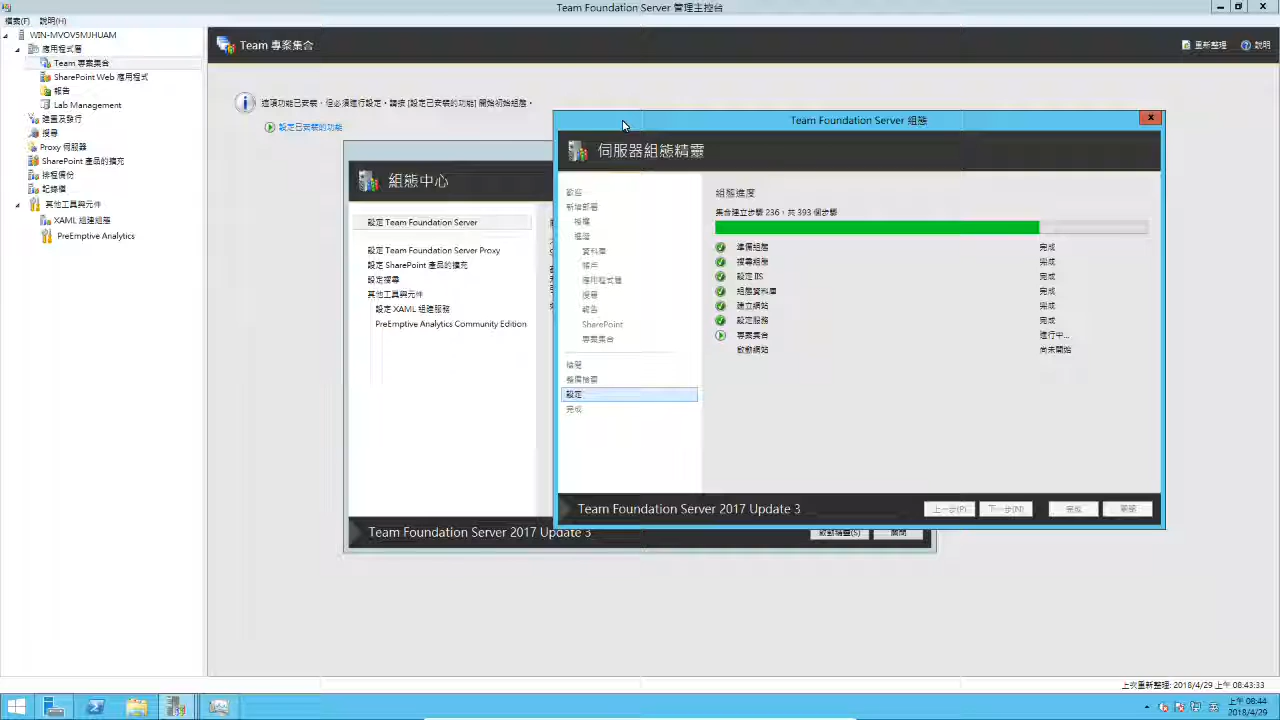 Team Foundation Server 管理主控台
檔案(F) 說明(H)
WIN-MVOV5MJHUAM
應用程式層
Team 專案集合
SharePoint Web 應用程式
報告
Lab Management
建置及發行
搜尋
Proxy 伺服器
SharePoint 產品的擴充
排程備份
記錄檔
其他工具與元件
XAML 組建組態
PreEmptive Analytics
Team 專案集合
重新整理 說明
這項功能已安裝，但必須進行設定。請按 [設定已安裝的功能] 開始初始組態。
設定已安裝的功能
組態中心
設定 Team Foundation Server
設定 Team Foundation Server Proxy
設定 SharePoint 產品的擴充
設定搜尋
其他工具與元件
設定 XAML 組建服務
PreEmptive Analytics Community Edition
Team Foundation Server 2017 Update 3
啟動精靈(S) 關閉
Team Foundation Server 組態
伺服器組態精靈
歡迎
新增部署
授權
進階
資料庫
帳戶
應用程式層
搜尋
報告
SharePoint
專案集合
檢閱
整備檢查
設定
完成
組態進度
集合建立步驟 236，共 393 個步驟
準備組態 完成
搜尋組態 完成
設定 IIS 完成
組態資料庫 完成
建立網站 完成
設定服務 完成
專案集合 進行中...
啟動網站 尚未開始
Team Foundation Server 2017 Update 3
上一步(P) 下一步(N) 完成 關閉
上次重新整理: 2018/4/29 上午 08:43:33
上午 08:44
2018/4/29